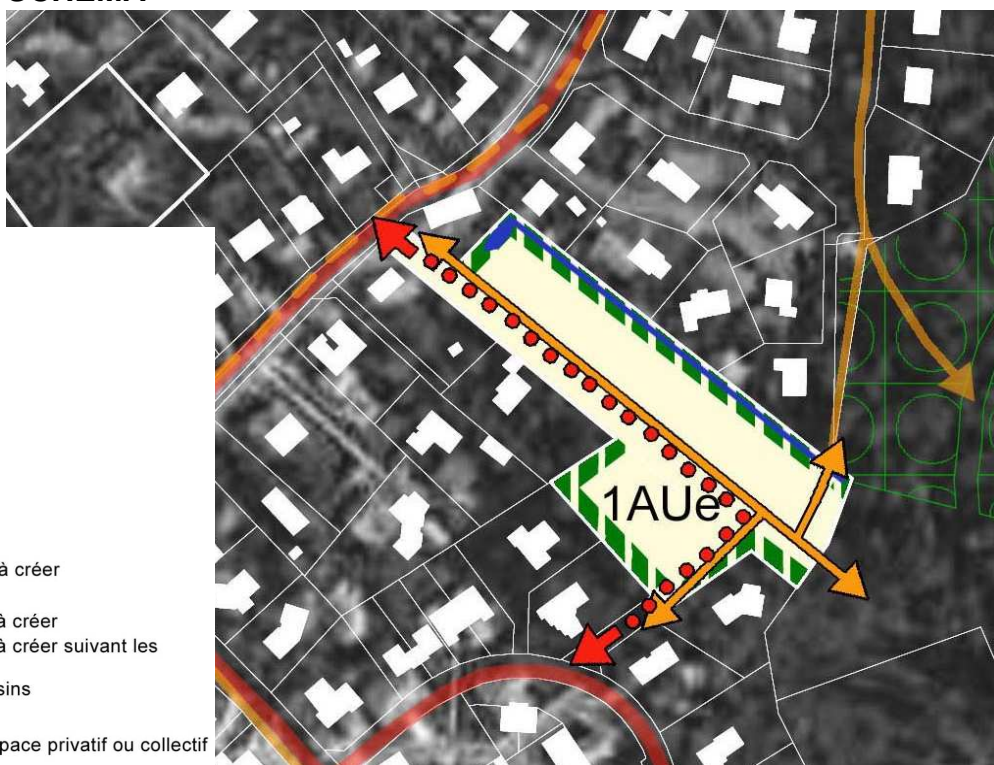 1AUe
à créer
à créer
à créer suivant les
sins
pace privatif ou collectif